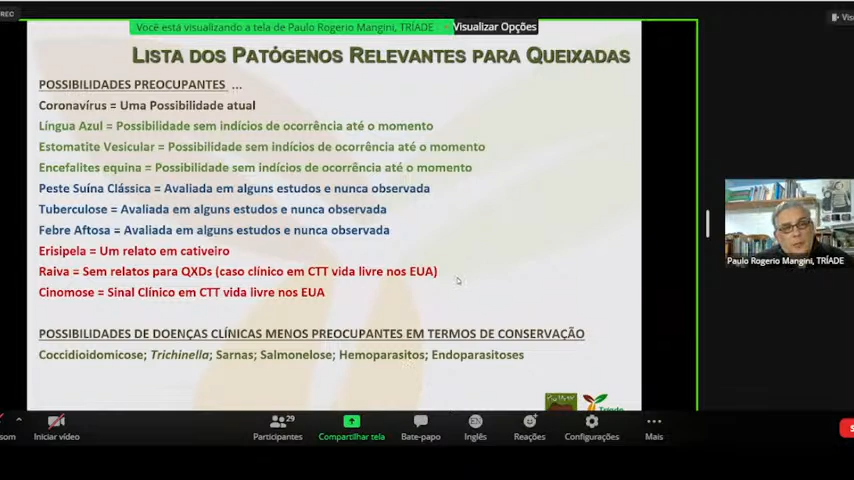 REC
Você está visualizando a tela de Paulo Rogerio Mangini, TRÍADE
Visualizar Opções
LISTA DOS PATÓGENOS RELEVANTES PARA QUEIXADAS
POSSIBILIDADES PREOCUPANTES ...
Coronavírus = Uma Possibilidade atual
Língua Azul = Possibilidade sem indícios de ocorrência até o momento
Estomatite Vesicular = Possibilidade sem indícios de ocorrência até o momento
Encefalites equina = Possibilidade sem indícios de ocorrência até o momento
Peste Suína Clássica = Avaliada em alguns estudos e nunca observada
Tuberculose = Avaliada em alguns estudos e nunca observada
Febre Aftosa = Avaliada em alguns estudos e nunca observada
Erisipela = Um relato em cativeiro
Raiva = Sem relatos para QXDs (caso clínico em CTT vida livre nos EUA)
Cinomose = Sinal Clínico em CTT vida livre nos EUA
POSSIBILIDADES DE DOENÇAS CLÍNICAS MENOS PREOCUPANTES EM TERMOS DE CONSERVAÇÃO
Coccidioidomicose; Trichinella; Sarnas; Salmonelose; Hemoparasitos; Endoparasitoses
Paulo Rogerio Mangini, TRÍADE
som
Iniciar vídeo
29
Participantes
Compartilhar tela
Bate-papo
Inglês
Reações
Configurações
Mais